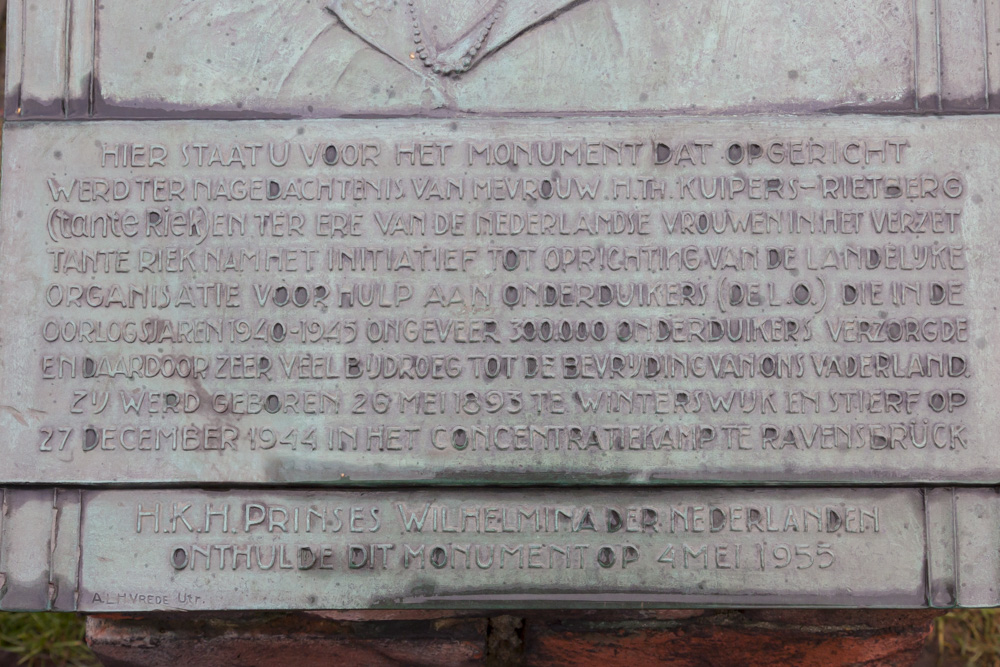 HIER STAAT U VOOR HET MONUMENT DAT OPGERICHT
WERD TER NAGEDACHTENIS VAN MEVROUW. H.TH. KUIPERS-RIETBERG
(tante Riek) EN TER ERE VAN DE NEDERLANDSE VROUWEN IN HET VERZET
TANTE RIEK NAM HET INITIATIEF TOT OPRICHTING VAN DE LANDELIJKE
ORGANISATIE VOOR HULP AAN ONDERDUIKERS (DE L.O.) DIE IN DE
OORLOGSJAREN 1940-1945 ONGEVEER 300.000 ONDERDUIKERS VERZORGDE
EN DAARDOOR ZEER VEEL BIJDROEG TOT DE BEVRIJDING VAN ONS VADERLAND.
ZIJ WERD GEBOREN 26 MEI 1893 TE WINTERSWIJK EN STIERF OP
27 DECEMBER 1944 IN HET CONCENTRATIEKAMP TE RAVENSBRÜCK
H.K.H. PRINSES WILHELMINA DER NEDERLANDEN
ONTHULDE DIT MONUMENT OP 4 MEI 1955
A.L.H.VREDE UTR.